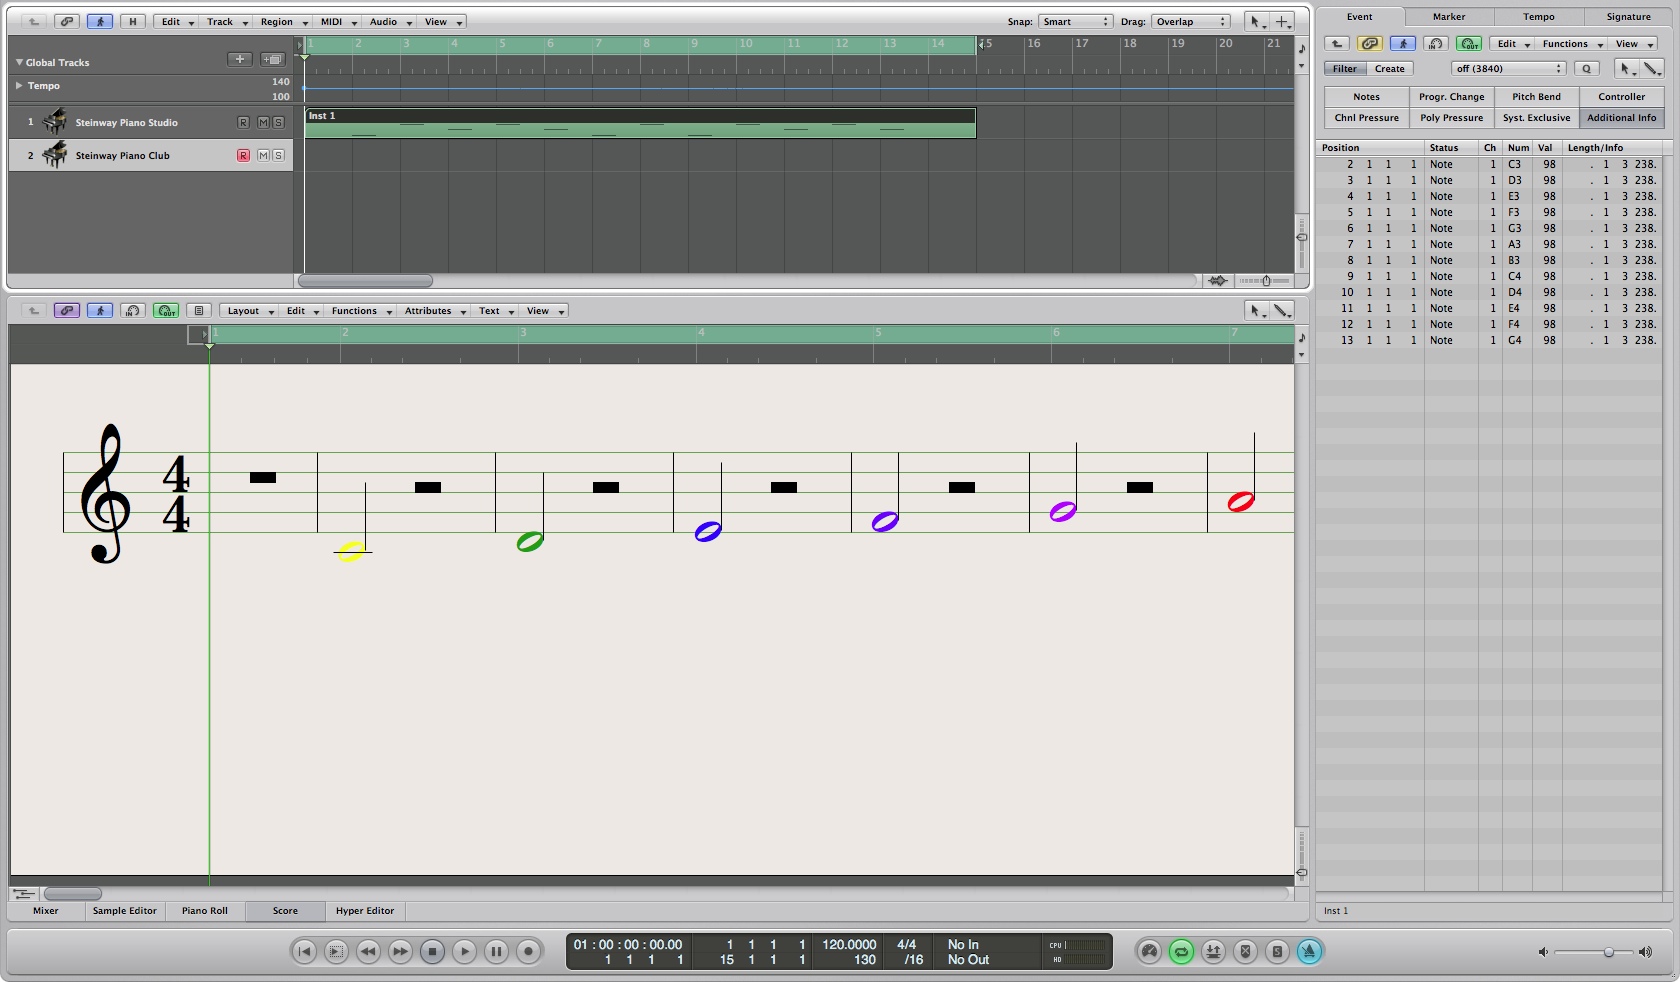 H Edit Track Region MIDI Audio View Snap: Smart Drag: Overlap
1 2 3 4 5 6 7 8 9 10 11 12 13 14 15 16 17 18 19 20 21
Global Tracks
Tempo 140
100
1 Steinway Piano Studio R M S
Inst 1
2 Steinway Piano Club R M S
IN OUT Layout Edit Functions Attributes Text View
1 2 3 4 5 6 7
4
4
Mixer Sample Editor Piano Roll Score Hyper Editor
Event Marker Tempo Signature
IN OUT Edit Functions View
Filter Create off (3840) Q
Notes Progr. Change Pitch Bend Controller
Chnl Pressure Poly Pressure Syst. Exclusive Additional Info
Position Status Ch Num Val Length/Info
2 1 1 1 Note 1 C3 98 . 1 3 238.
3 1 1 1 Note 1 D3 98 . 1 3 238.
4 1 1 1 Note 1 E3 98 . 1 3 238.
5 1 1 1 Note 1 F3 98 . 1 3 238.
6 1 1 1 Note 1 G3 98 . 1 3 238.
7 1 1 1 Note 1 A3 98 . 1 3 238.
8 1 1 1 Note 1 B3 98 . 1 3 238.
9 1 1 1 Note 1 C4 98 . 1 3 238.
10 1 1 1 Note 1 D4 98 . 1 3 238.
11 1 1 1 Note 1 E4 98 . 1 3 238.
12 1 1 1 Note 1 F4 98 . 1 3 238.
13 1 1 1 Note 1 G4 98 . 1 3 238.
Inst 1
01 : 00 : 00 : 00.00 1 1 1 1 120.0000 4/4 No In CPU
1 1 1 1 15 1 1 1 130 /16 No Out HD
S